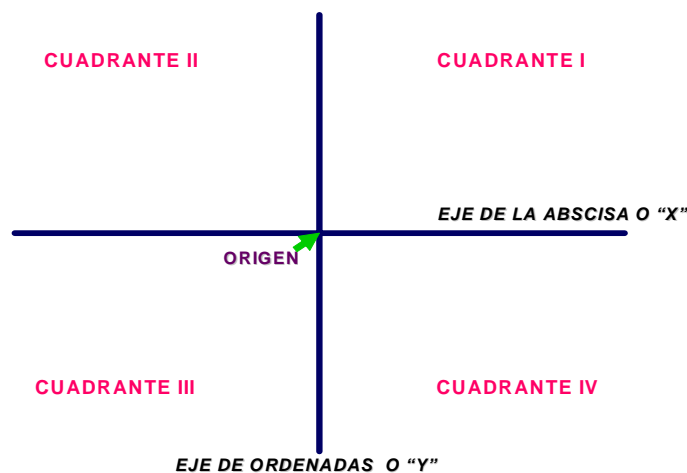 CUADRANTE II
CUADRANTE I
EJE DE LA ABSCISA O “X”
ORIGEN
CUADRANTE III
CUADRANTE IV
EJE DE ORDENADAS O “Y”